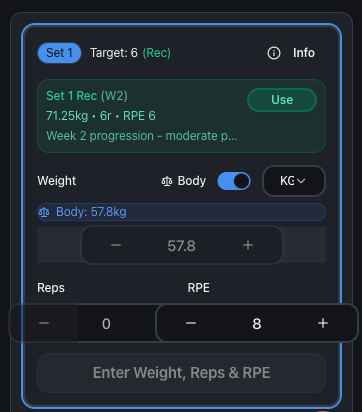 Set 1 Target: 6 (Rec) Info
Set 1 Rec (W2) Use
71.25kg • 6r • RPE 6
Week 2 progression - moderate p...
Weight Body KG
Body: 57.8kg
− 57.8 +
Reps RPE
− 0 − 8 +
Enter Weight, Reps & RPE